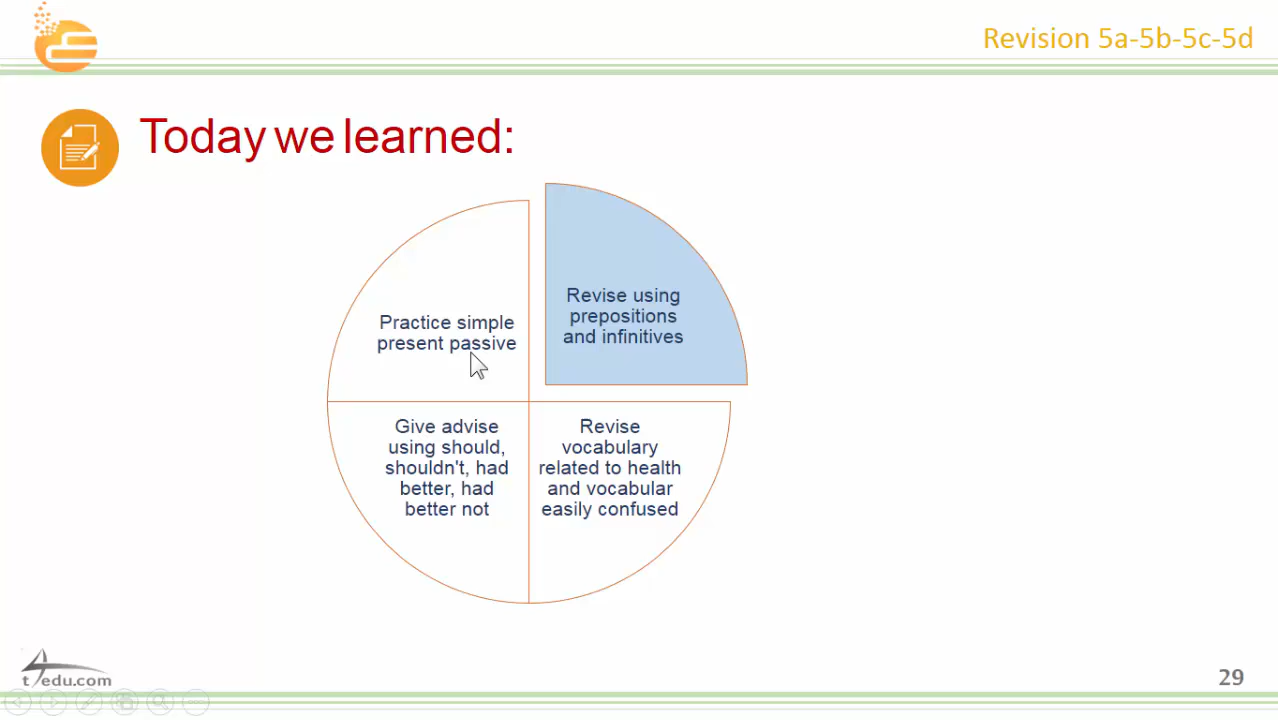 Revision 5a-5b-5c-5d
Today we learned:
Practice simple
present passive
Revise using
prepositions
and infinitives
Give advise
using should,
shouldn't, had
better, had
better not
Revise
vocabulary
related to health
and vocabular
easily confused
t4edu.com
29